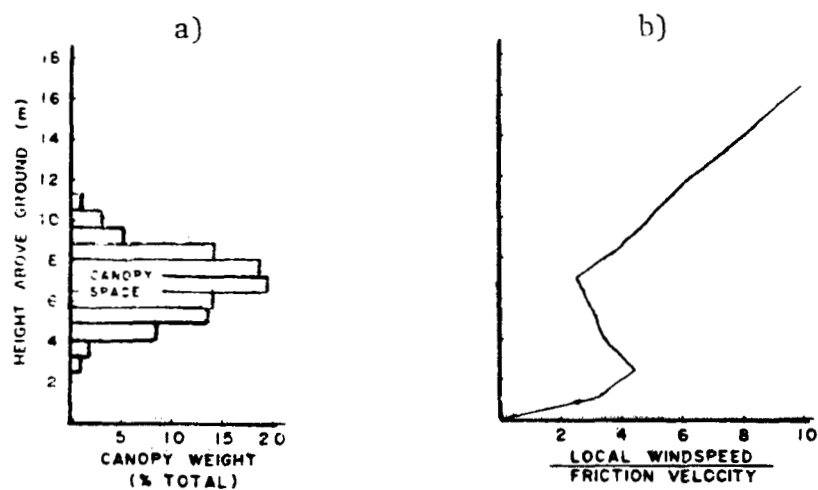 a)
b)
HEIGHT ABOVE GROUND (m)
18
16
14
12
10
8
6
4
2
CANOPY
SPACE
5 10 15 20
CANOPY WEIGHT
(% TOTAL)
2 4 6 8 10
LOCAL WINDSPEED
FRICTION VELOCITY